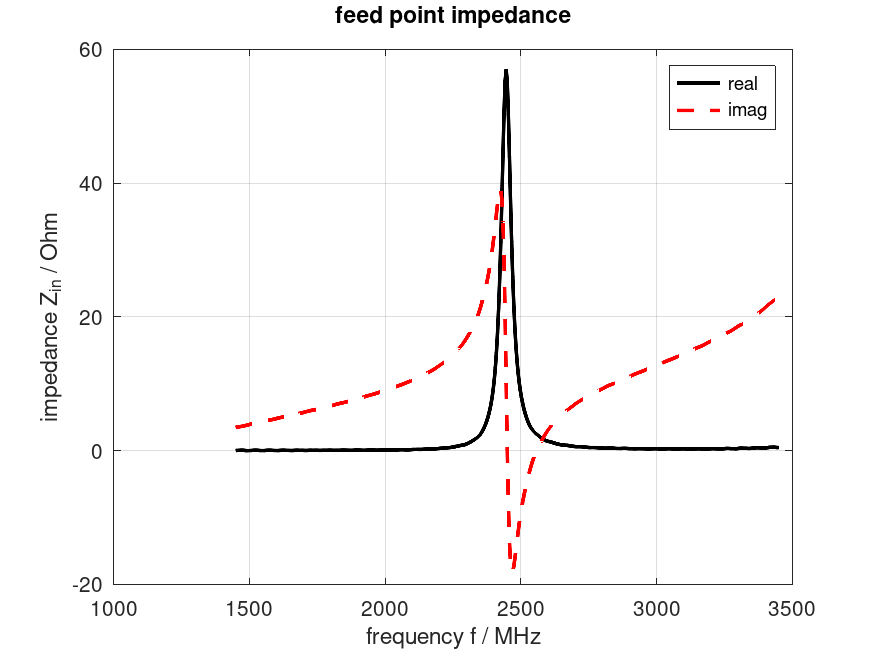 feed point impedance
60
40
20
0
-20
impedance Z_in / Ohm
real
imag
1000 1500 2000 2500 3000 3500
frequency f / MHz